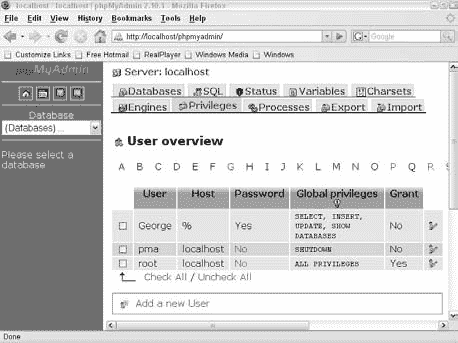 localhost / localhost | phpMyAdmin 2.10.1 - Mozilla Firefox
File Edit View History Bookmarks Tools Help
http://localhost/phpmyadmin/
Google
Customize Links Free Hotmail RealPlayer Windows Media Windows
phpMyAdmin
Database
(Databases) ...
Please select a
database
Server: localhost
Databases SQL Status Variables Charsets
Engines Privileges Processes Export Import
User overview
A B C D E F G H I J K L M N O P Q R S
User Host Password Global privileges Grant
George % Yes SELECT, INSERT, UPDATE, SHOW DATABASES No
pma localhost No SHUTDOWN No
root localhost No ALL PRIVILEGES Yes
Check All / Uncheck All
Add a new User
Done